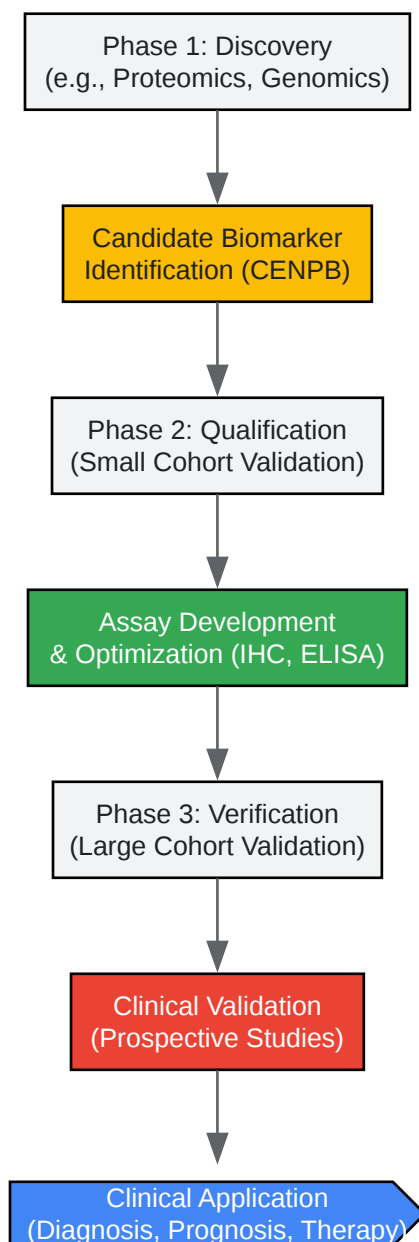 Phase 1: Discovery
(e.g., Proteomics, Genomics)
Candidate Biomarker
Identification (CENPB)
Phase 2: Qualification
(Small Cohort Validation)
Assay Development
& Optimization (IHC, ELISA)
Phase 3: Verification
(Large Cohort Validation)
Clinical Validation
(Prospective Studies)
Clinical Application
(Diagnosis, Prognosis, Therapy)